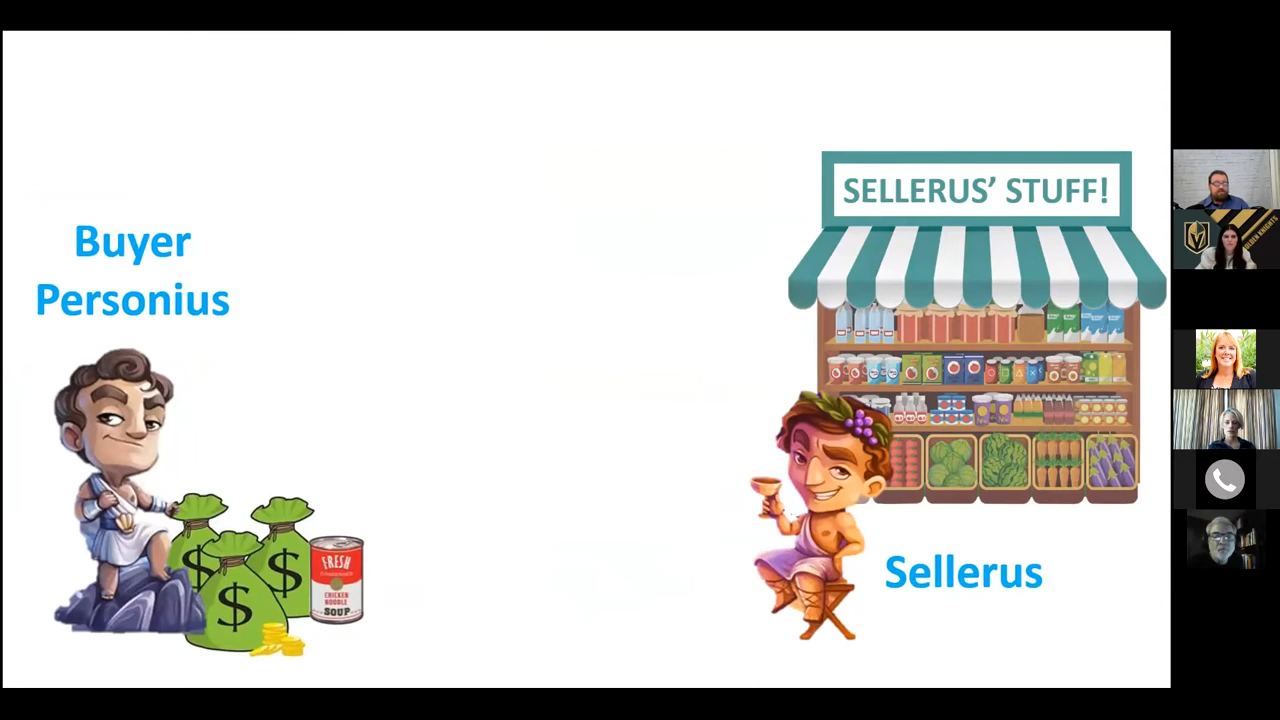 SELLERUS' STUFF!
Buyer
Personius
FRESH
CHICKEN
NOODLE
SOUP
$
$
$
Sellerus